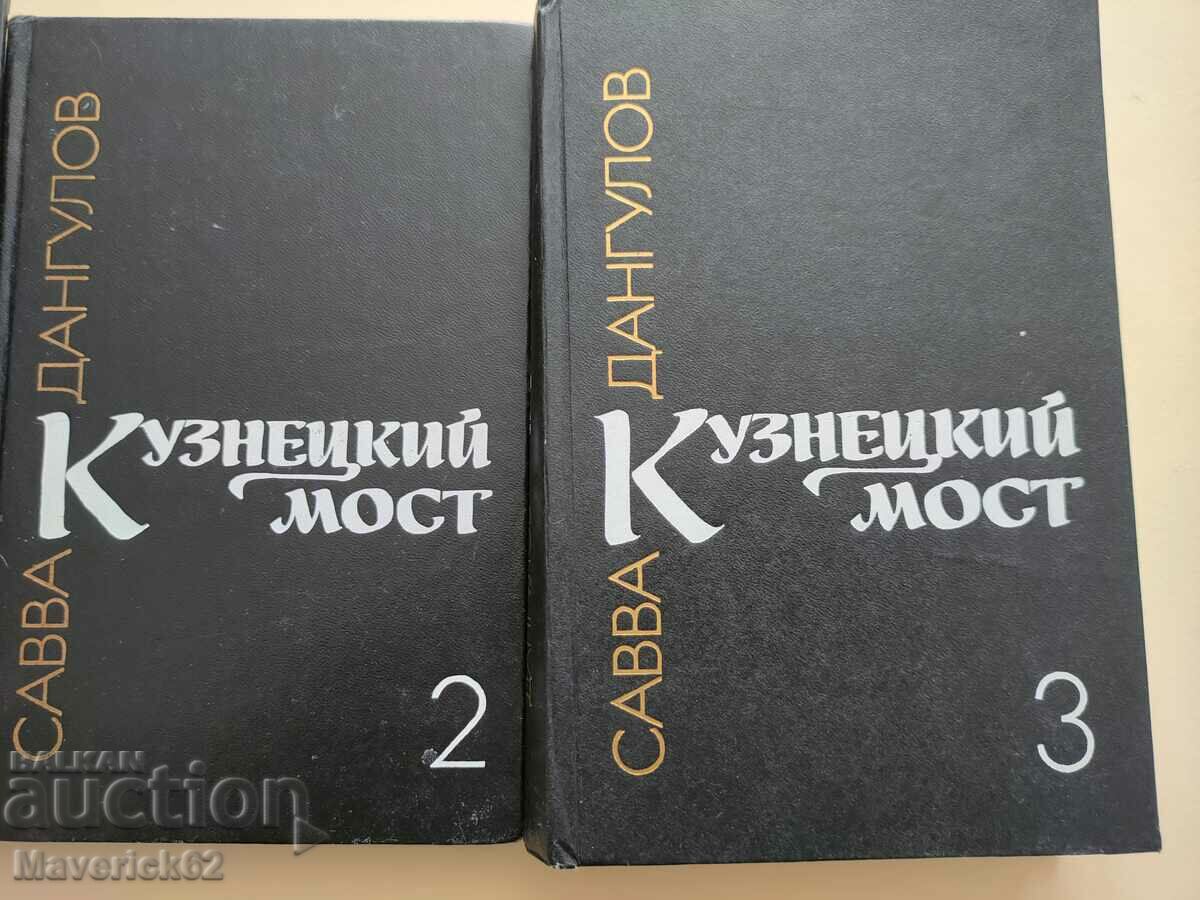 САВВА ДАНГУЛОВ
КУЗНЕЦКИЙ
МОСТ
2
САВВА ДАНГУЛОВ
КУЗНЕЦКИЙ
МОСТ
3
BALKAN
auction
Maverick62